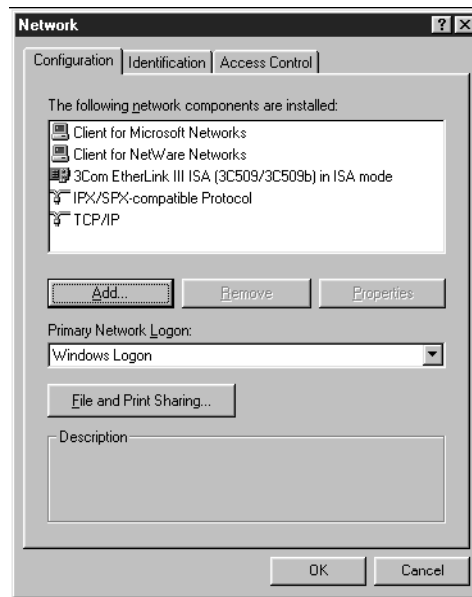 Network
Configuration Identification Access Control
The following network components are installed:
Client for Microsoft Networks
Client for NetWare Networks
3Com EtherLink III ISA (3C509/3C509b) in ISA mode
IPX/SPX-compatible Protocol
TCP/IP
Add... Remove Properties
Primary Network Logon:
Windows Logon
File and Print Sharing...
Description
OK Cancel